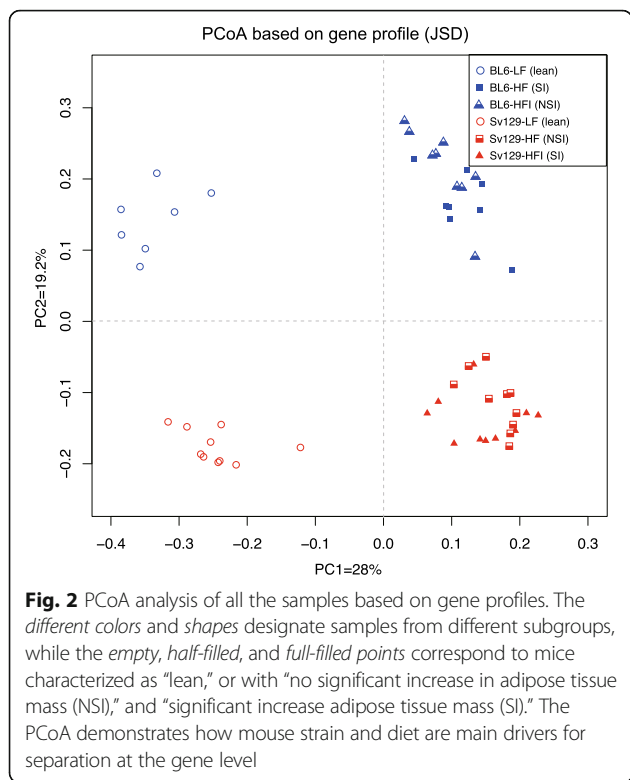 PCoA based on gene profile (JSD)
BL6-LF (lean)
BL6-HF (SI)
BL6-HFI (NSI)
Sv129-LF (lean)
Sv129-HF (NSI)
Sv129-HFI (SI)
PC2=19.2%
0.3
0.2
0.1
0.0
−0.1
−0.2
−0.4 −0.3 −0.2 −0.1 0.0 0.1 0.2 0.3
PC1=28%
Fig. 2 PCoA analysis of all the samples based on gene profiles. The
different colors and shapes designate samples from different subgroups,
while the empty, half-filled, and full-filled points correspond to mice
characterized as “lean,” or with “no significant increase in adipose tissue
mass (NSI),” and “significant increase adipose tissue mass (SI).” The
PCoA demonstrates how mouse strain and diet are main drivers for
separation at the gene level